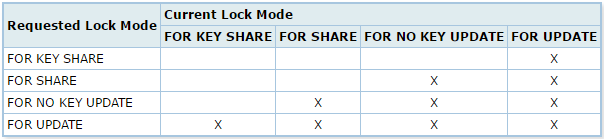 Requested Lock Mode Current Lock Mode
FOR KEY SHARE FOR SHARE FOR NO KEY UPDATE FOR UPDATE
FOR KEY SHARE X
FOR SHARE X X
FOR NO KEY UPDATE X X X
FOR UPDATE X X X X